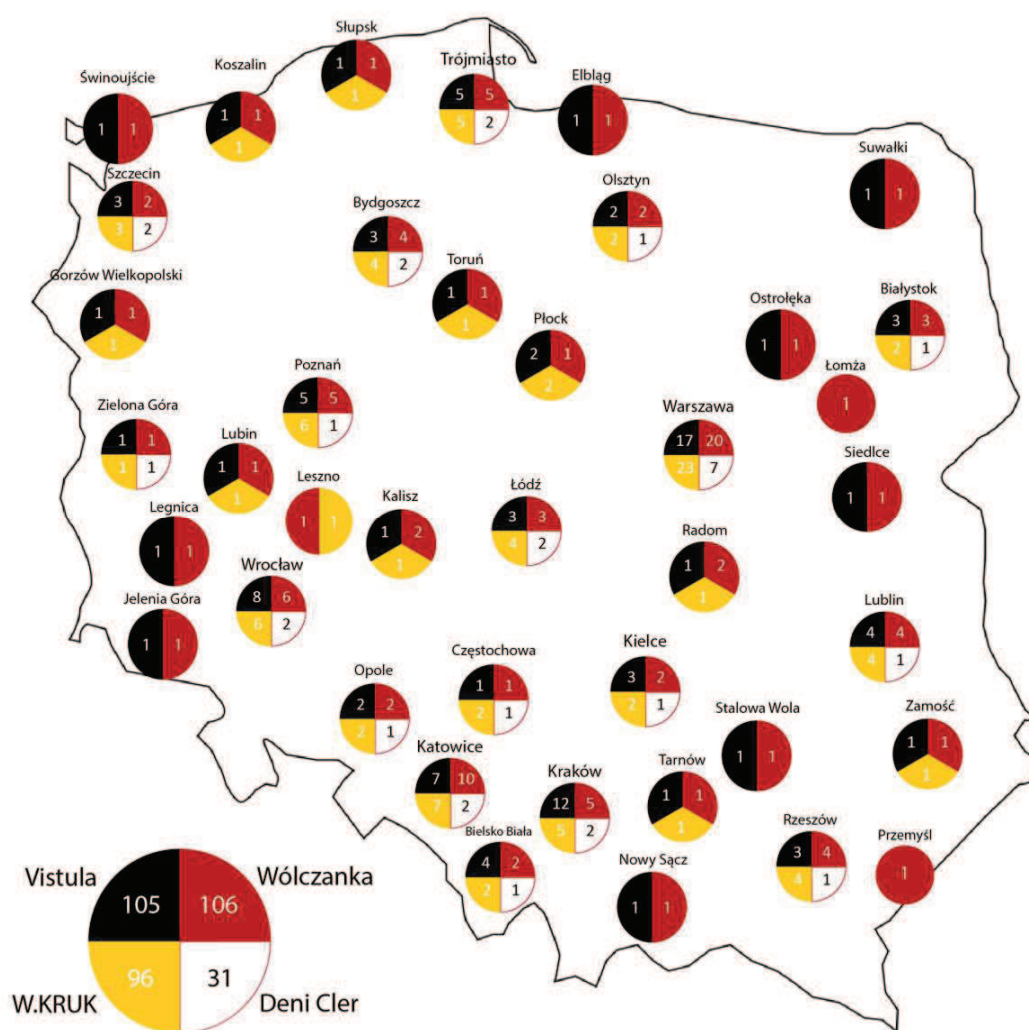 Słupsk
1 1
1
Koszalin
1 1
1
Trójmiasto
5 5
5 2
Elbląg
1 1
Świnoujście
1 1
Suwałki
1 1
Szczecin
3 2
3 2
Olsztyn
2 2
2 1
Bydgoszcz
3 4
4 2
Toruń
1 1
1
Gorzów Wielkopolski
1 1
1
Płock
2 1
2
Ostrołęka
1 1
Białystok
3 3
2 1
Łomża
1
Poznań
5 5
6 1
Zielona Góra
1 1
1 1
Lubin
1 1
1
Warszawa
17 20
23 7
Siedlce
1 1
Leszno
1 1
Kalisz
1 2
1
Łódź
3 3
4 2
Legnica
1 1
Radom
1 2
1
Wrocław
8 6
6 2
Jelenia Góra
1 1
Lublin
4 4
4 1
Kielce
3 2
2 1
Częstochowa
1 1
2 1
Opole
2 2
2 1
Stalowa Wola
1 1
Zamość
1 1
1
Katowice
7 10
7 2
Kraków
12 5
5 2
Tarnów
1 1
1
Bielsko Biała
4 2
2 1
Rzeszów
3 4
4 1
Przemyśl
1
Nowy Sącz
1 1
Vistula 105 106 Wólczanka
W.KRUK 96 31 Deni Cler